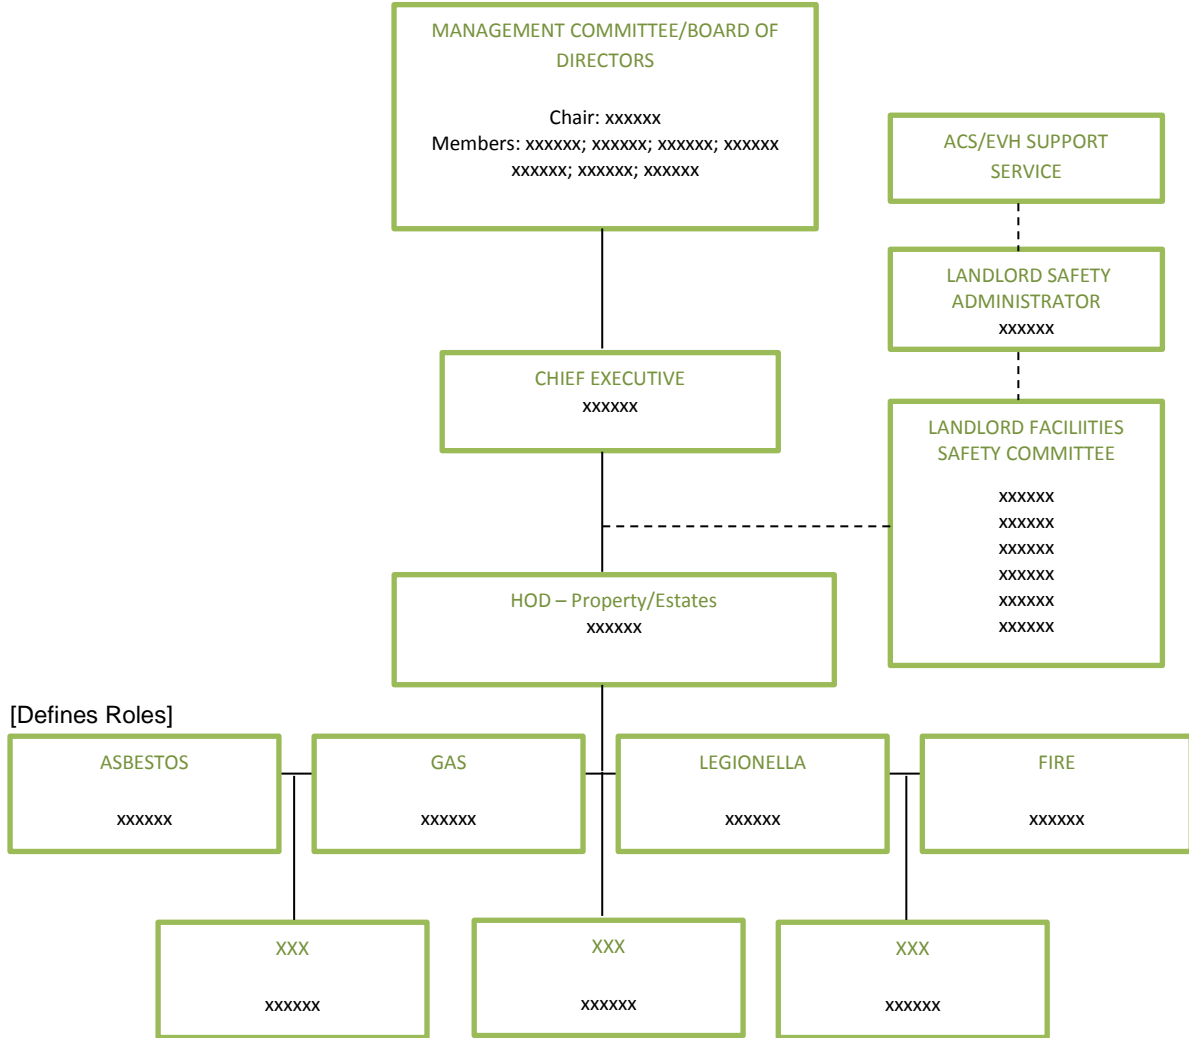 MANAGEMENT COMMITTEE/BOARD OF
DIRECTORS
Chair: xxxxxx
Members: xxxxxx; xxxxxx; xxxxxx; xxxxxx
xxxxxx; xxxxxx; xxxxxx
ACS/EVH SUPPORT
SERVICE
LANDLORD SAFETY
ADMINISTRATOR
xxxxxx
CHIEF EXECUTIVE
xxxxxx
LANDLORD FACILIITIES
SAFETY COMMITTEE
xxxxxx
xxxxxx
xxxxxx
xxxxxx
xxxxxx
xxxxxx
HOD – Property/Estates
xxxxxx
[Defines Roles]
ASBESTOS
xxxxxx
GAS
xxxxxx
LEGIONELLA
xxxxxx
FIRE
xxxxxx
XXX
xxxxxx
XXX
xxxxxx
XXX
xxxxxx